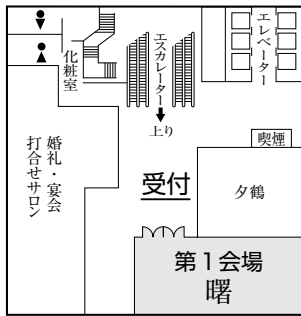 化粧室
エスカレーター
上り
エレベーター
喫煙
婚礼・宴会
打合せサロン
受付
夕鶴
第1会場
曙